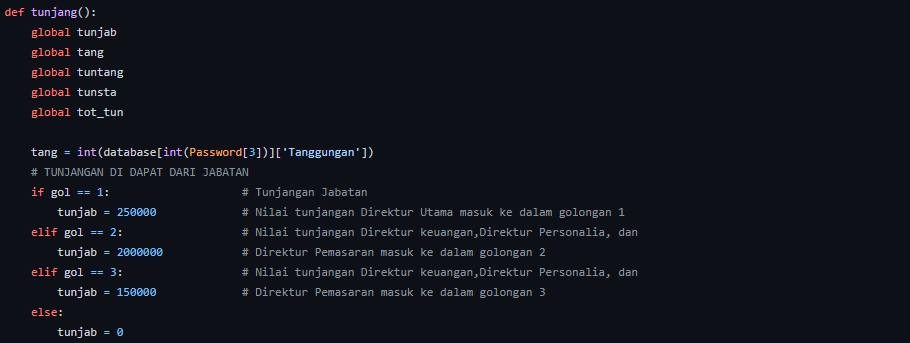 def tunjang():
    global tunjab
    global tang
    global tuntang
    global tunsta
    global tot_tun

    tang = int(database[int(Password[3])]['Tanggungan'])
    # TUNJANGAN DI DAPAT DARI JABATAN
    if gol == 1:                    # Tunjangan Jabatan
        tunjab = 250000             # Nilai tunjangan Direktur Utama masuk ke dalam golongan 1
    elif gol == 2:                  # Nilai tunjangan Direktur keuangan,Direktur Personalia, dan
        tunjab = 2000000            # Direktur Pemasaran masuk ke dalam golongan 2
    elif gol == 3:                  # Nilai tunjangan Direktur keuangan,Direktur Personalia, dan
        tunjab = 150000             # Direktur Pemasaran masuk ke dalam golongan 3
    else:
        tunjab = 0